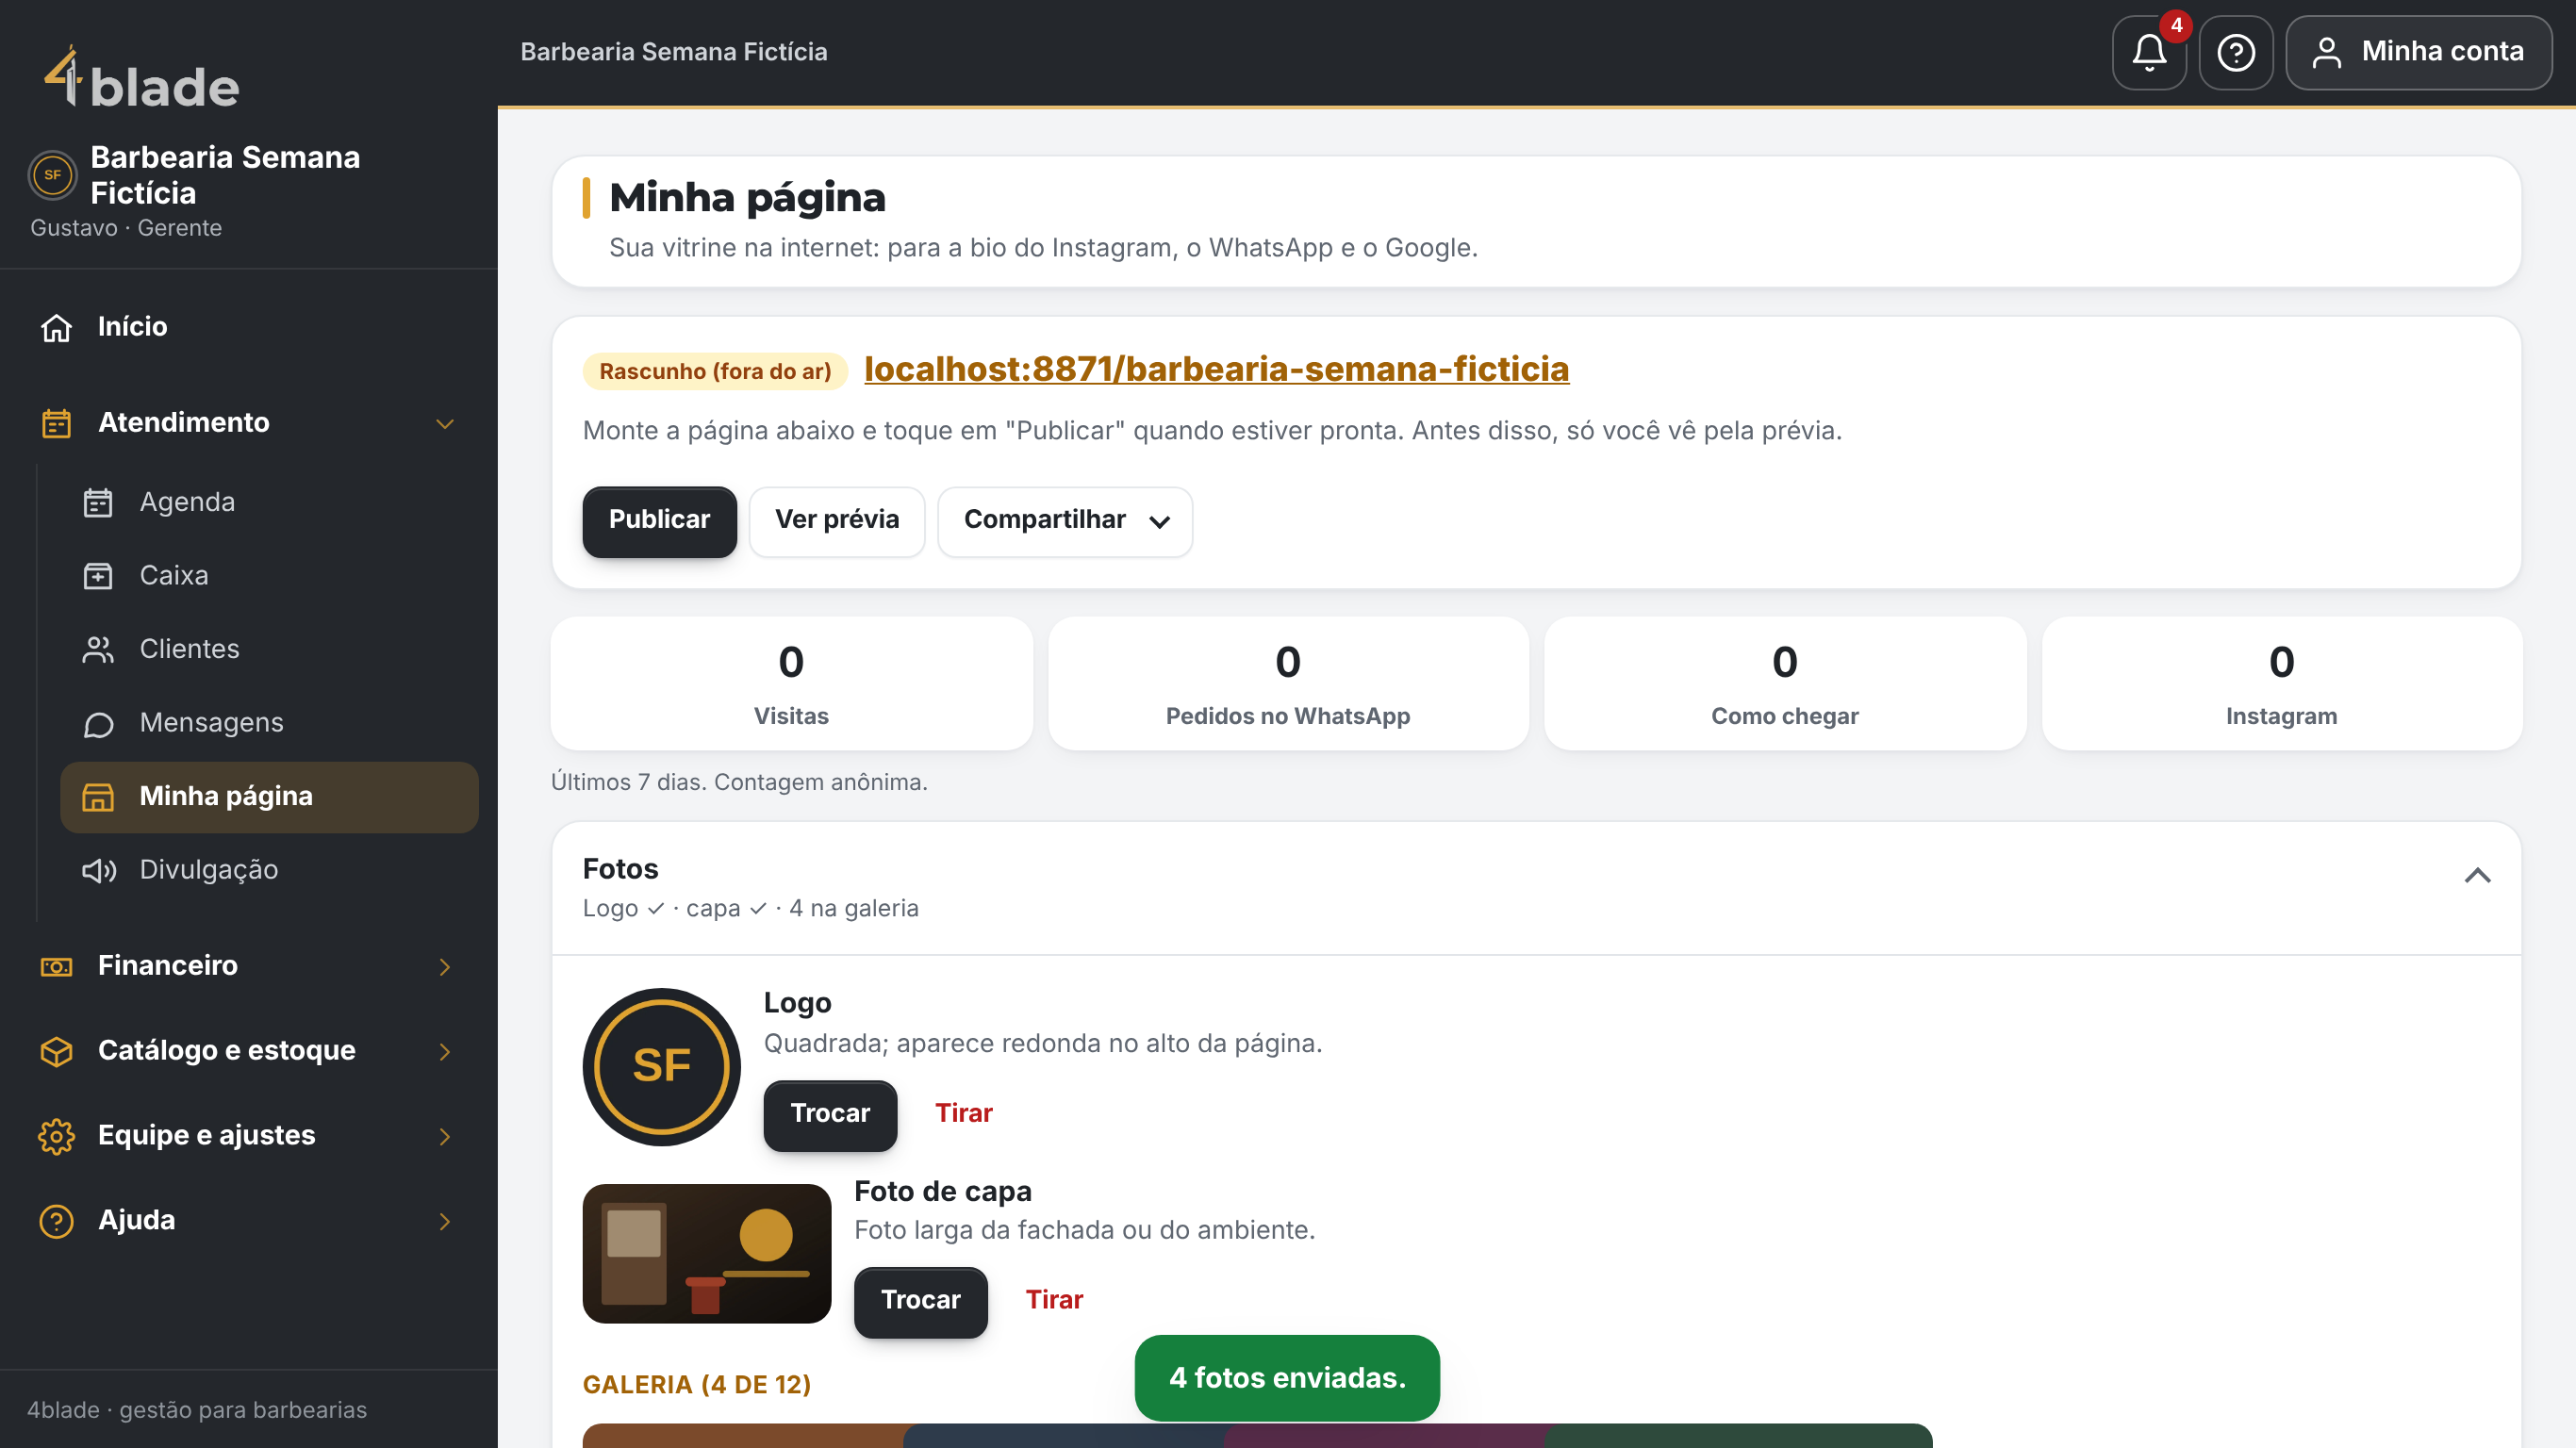 4blade
Barbearia Semana Fictícia
4
Minha conta
SF
Barbearia Semana
Fictícia
Gustavo · Gerente
Início
Atendimento
Agenda
Caixa
Clientes
Mensagens
Minha página
Divulgação
Financeiro
Catálogo e estoque
Equipe e ajustes
Ajuda
4blade · gestão para barbearias
Minha página
Sua vitrine na internet: para a bio do Instagram, o WhatsApp e o Google.
Rascunho (fora do ar) localhost:8871/barbearia-semana-ficticia
Monte a página abaixo e toque em "Publicar" quando estiver pronta. Antes disso, só você vê pela prévia.
Publicar Ver prévia Compartilhar
0 0 0 0
Visitas Pedidos no WhatsApp Como chegar Instagram
Últimos 7 dias. Contagem anônima.
Fotos
Logo ✓ · capa ✓ · 4 na galeria
SF
Logo
Quadrada; aparece redonda no alto da página.
Trocar Tirar
Foto de capa
Foto larga da fachada ou do ambiente.
Trocar Tirar
GALERIA (4 DE 12)
4 fotos enviadas.